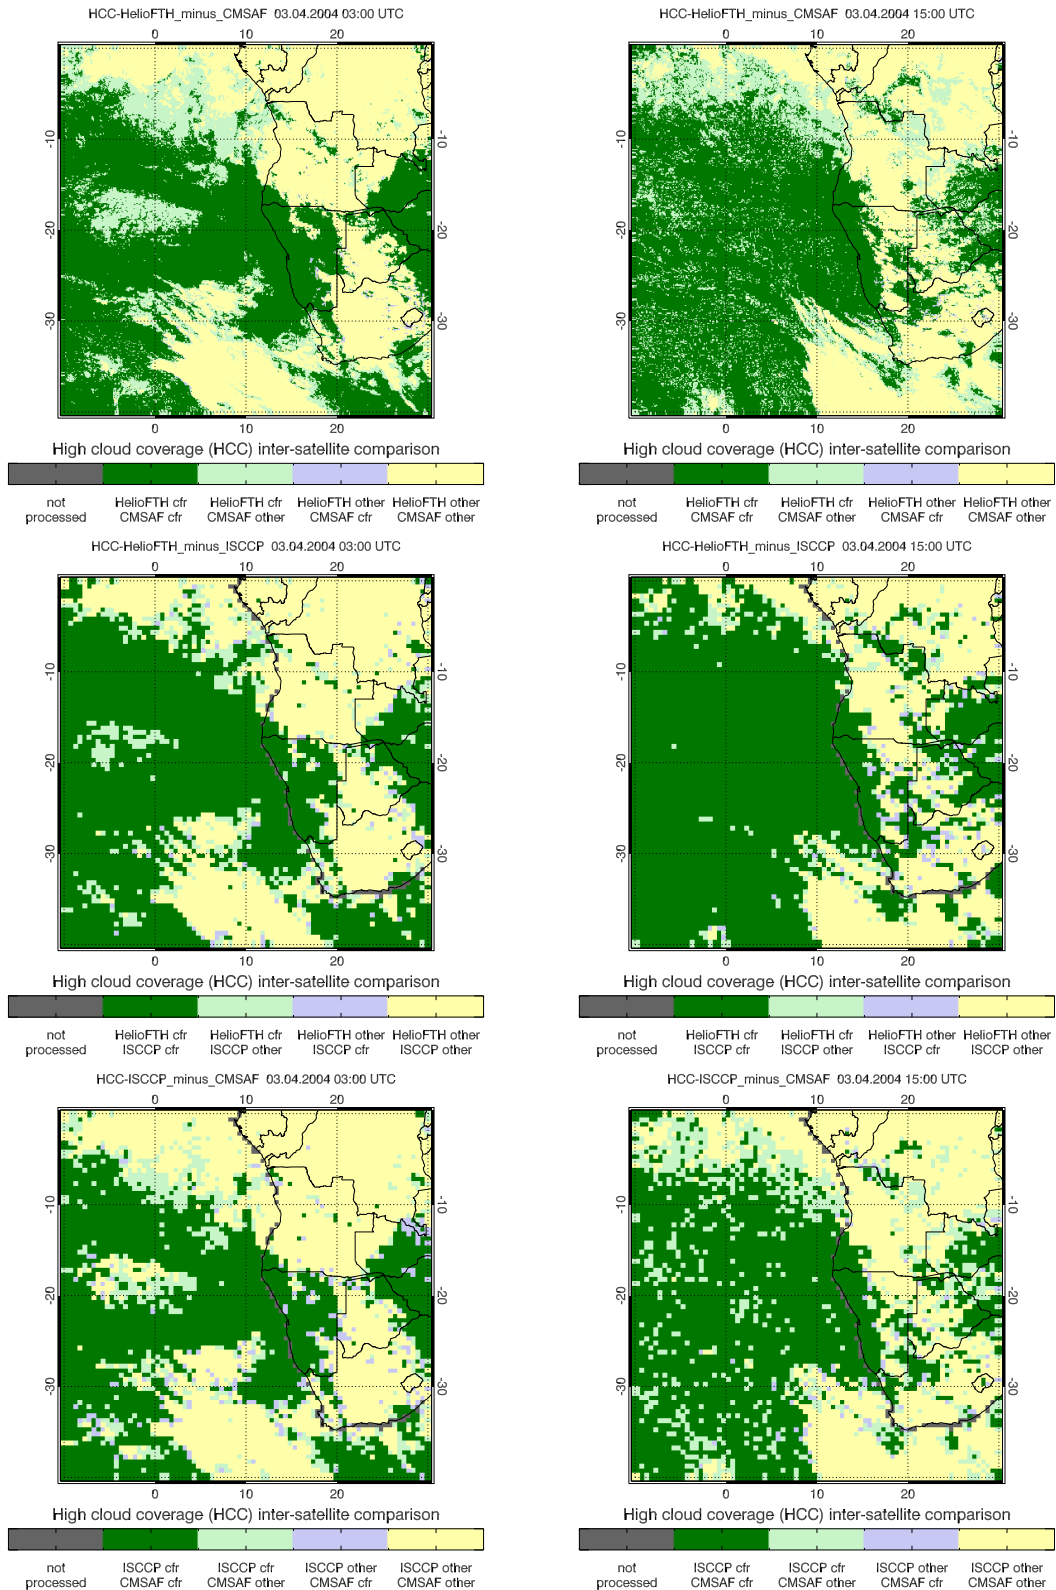 HCC-HelioFTH_minus_CMSAF 03.04.2004 03:00 UTC
0 20
-10
-20
-30
-10
-20
-30
0 10 20
High cloud coverage (HCC) inter-satellite comparison
not processed
HelioFTH cfr CMSAF cfr
HelioFTH cfr CMSAF other
HelioFTH other CMSAF cfr
HelioFTH other CMSAF other
HCC-HelioFTH_minus_CMSAF 03.04.2004 15:00 UTC
0 20
-10
-20
-30
-10
-20
-30
0 10 20
High cloud coverage (HCC) inter-satellite comparison
not processed
HelioFTH cfr CMSAF cfr
HelioFTH cfr CMSAF other
HelioFTH other CMSAF cfr
HelioFTH other CMSAF other
HCC-HelioFTH_minus_ISCCP 03.04.2004 03:00 UTC
0 20
-10
-20
-30
-10
-20
-30
0 10 20
High cloud coverage (HCC) inter-satellite comparison
not processed
HelioFTH cfr ISCCP cfr
HelioFTH cfr ISCCP other
HelioFTH other ISCCP cfr
HelioFTH other ISCCP other
HCC-HelioFTH_minus_ISCCP 03.04.2004 15:00 UTC
0 20
-10
-20
-30
-10
-20
-30
0 10 20
High cloud coverage (HCC) inter-satellite comparison
not processed
HelioFTH cfr ISCCP cfr
HelioFTH cfr ISCCP other
HelioFTH other ISCCP cfr
HelioFTH other ISCCP other
HCC-ISCCP_minus_CMSAF 03.04.2004 03:00 UTC
0 20
-10
-20
-30
-10
-20
-30
0 10 20
High cloud coverage (HCC) inter-satellite comparison
not processed
ISCCP cfr CMSAF cfr
ISCCP cfr CMSAF other
ISCCP other CMSAF cfr
ISCCP other CMSAF other
HCC-ISCCP_minus_CMSAF 03.04.2004 15:00 UTC
0 20
-10
-20
-30
-10
-20
-30
0 10 20
High cloud coverage (HCC) inter-satellite comparison
not processed
ISCCP cfr CMSAF cfr
ISCCP cfr CMSAF other
ISCCP other CMSAF cfr
ISCCP other CMSAF other